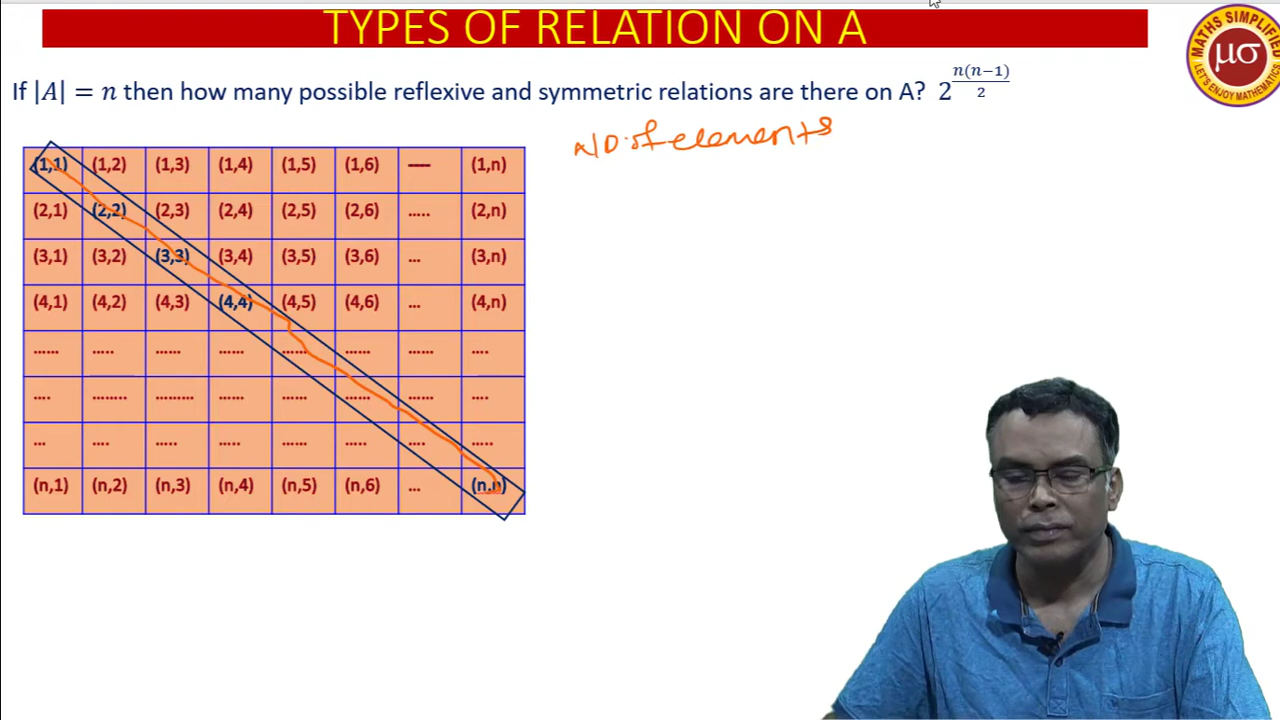 TYPES OF RELATION ON A
MATHS SIMPLIFIED
μσ
LET'S ENJOY MATHEMATICS
If |A| = n then how many possible reflexive and symmetric relations are there on A? 2^(n(n−1)/2)
No. of elements
(1,1) (1,2) (1,3) (1,4) (1,5) (1,6) ---- (1,n)
(2,1) (2,2) (2,3) (2,4) (2,5) (2,6) ..... (2,n)
(3,1) (3,2) (3,3) (3,4) (3,5) (3,6) ... (3,n)
(4,1) (4,2) (4,3) (4,4) (4,5) (4,6) ... (4,n)
...... ..... ...... ...... ...... ...... ...... ....
.... ........ ......... ...... ...... ...... ...... ....
... .... ..... ..... ...... ..... .... .....
(n,1) (n,2) (n,3) (n,4) (n,5) (n,6) ... (n.n)